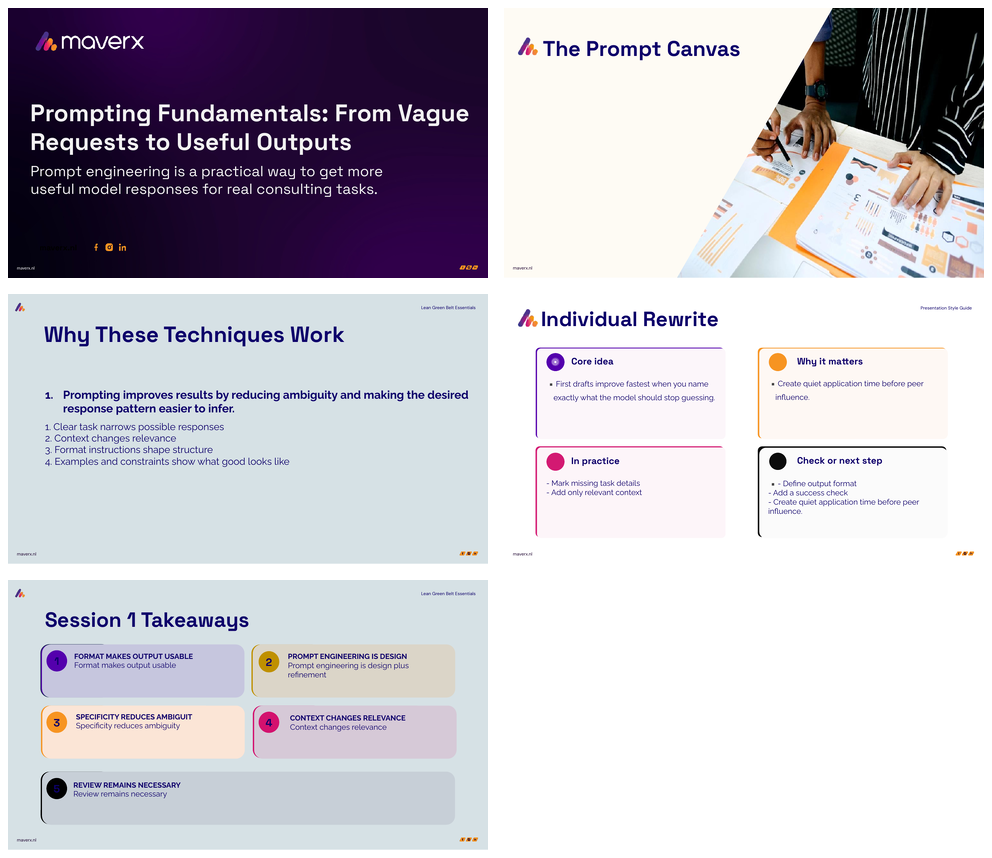 maverx
Prompting Fundamentals: From Vague
Requests to Useful Outputs
Prompt engineering is a practical way to get more
useful model responses for real consulting tasks.
maverx.nl
The Prompt Canvas
maverx.nl
Lean Green Belt Essentials
Why These Techniques Work
1. Prompting improves results by reducing ambiguity and making the desired
response pattern easier to infer.
1. Clear task narrows possible responses
2. Context changes relevance
3. Format instructions shape structure
4. Examples and constraints show what good looks like
maverx.nl
Presentation Style Guide
Individual Rewrite
Core idea
• First drafts improve fastest when you name
exactly what the model should stop guessing.
Why it matters
• Create quiet application time before peer
influence.
In practice
- Mark missing task details
- Add only relevant context
Check or next step
• - Define output format
- Add a success check
- Create quiet application time before peer
influence.
maverx.nl
Lean Green Belt Essentials
Session 1 Takeaways
1
FORMAT MAKES OUTPUT USABLE
Format makes output usable
2
PROMPT ENGINEERING IS DESIGN
Prompt engineering is design plus
refinement
3
SPECIFICITY REDUCES AMBIGUIT
Specificity reduces ambiguity
4
CONTEXT CHANGES RELEVANCE
Context changes relevance
5
REVIEW REMAINS NECESSARY
Review remains necessary
maverx.nl